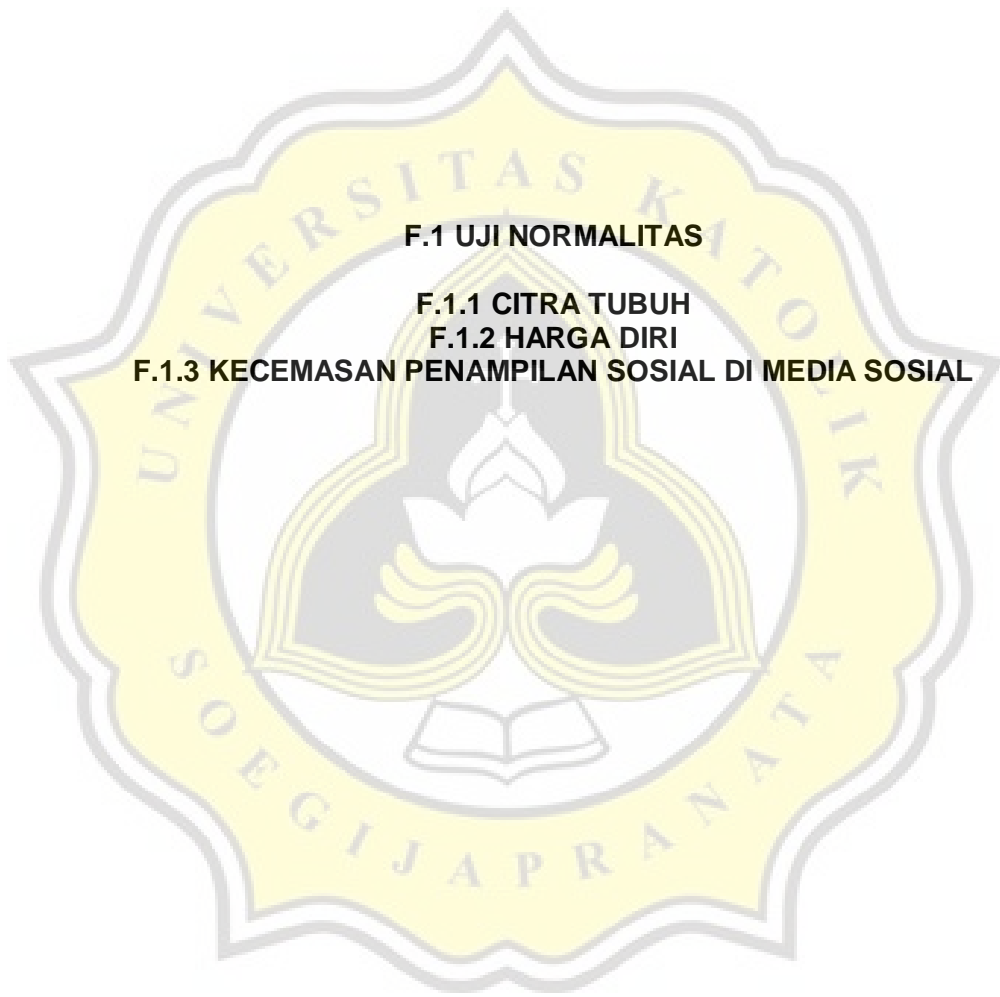 F.1 UJI NORMALITAS
F.1.1 CITRA TUBUH
F.1.2 HARGA DIRI
F.1.3 KECEMASAN PENAMPILAN SOSIAL DI MEDIA SOSIAL
UNIVERSITAS KATOLIK
SOEGIJAPRANATA